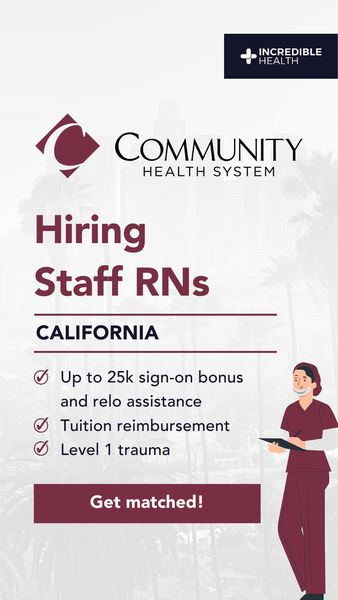 INCREDIBLE
HEALTH
COMMUNITY
HEALTH SYSTEM
Hiring
Staff RNs
CALIFORNIA
Up to 25k sign-on bonus
and relo assistance
Tuition reimbursement
Level 1 trauma
Get matched!